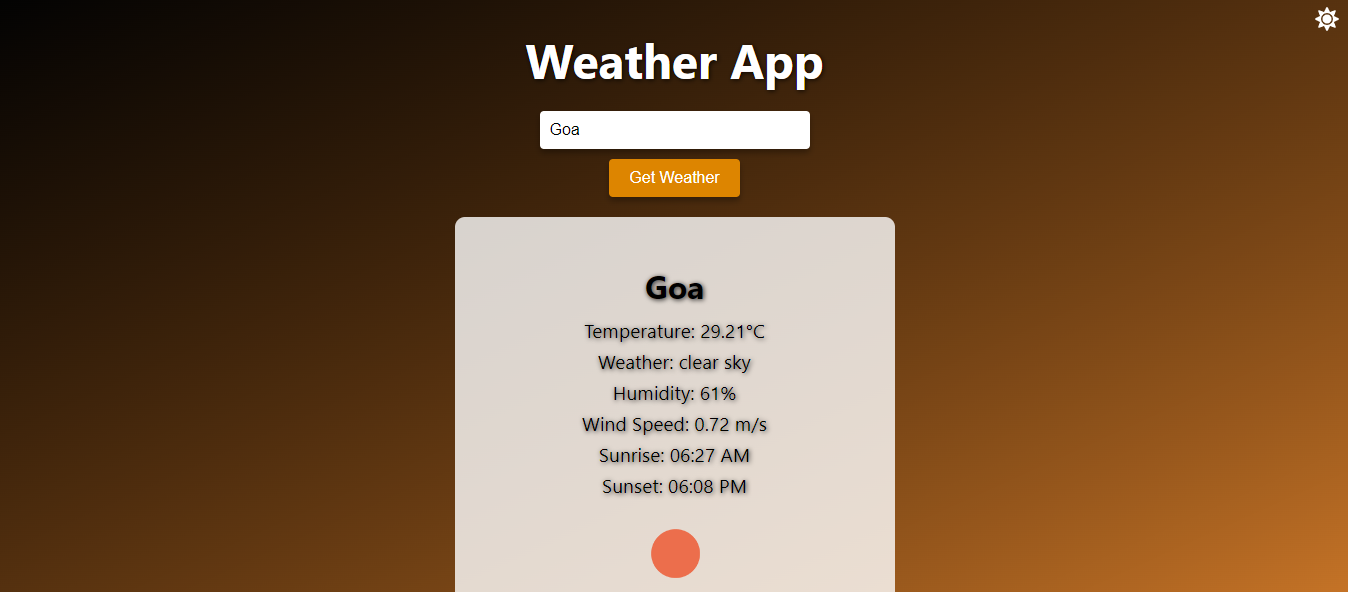 Weather App
Goa
Get Weather
Goa
Temperature: 29.21°C
Weather: clear sky
Humidity: 61%
Wind Speed: 0.72 m/s
Sunrise: 06:27 AM
Sunset: 06:08 PM